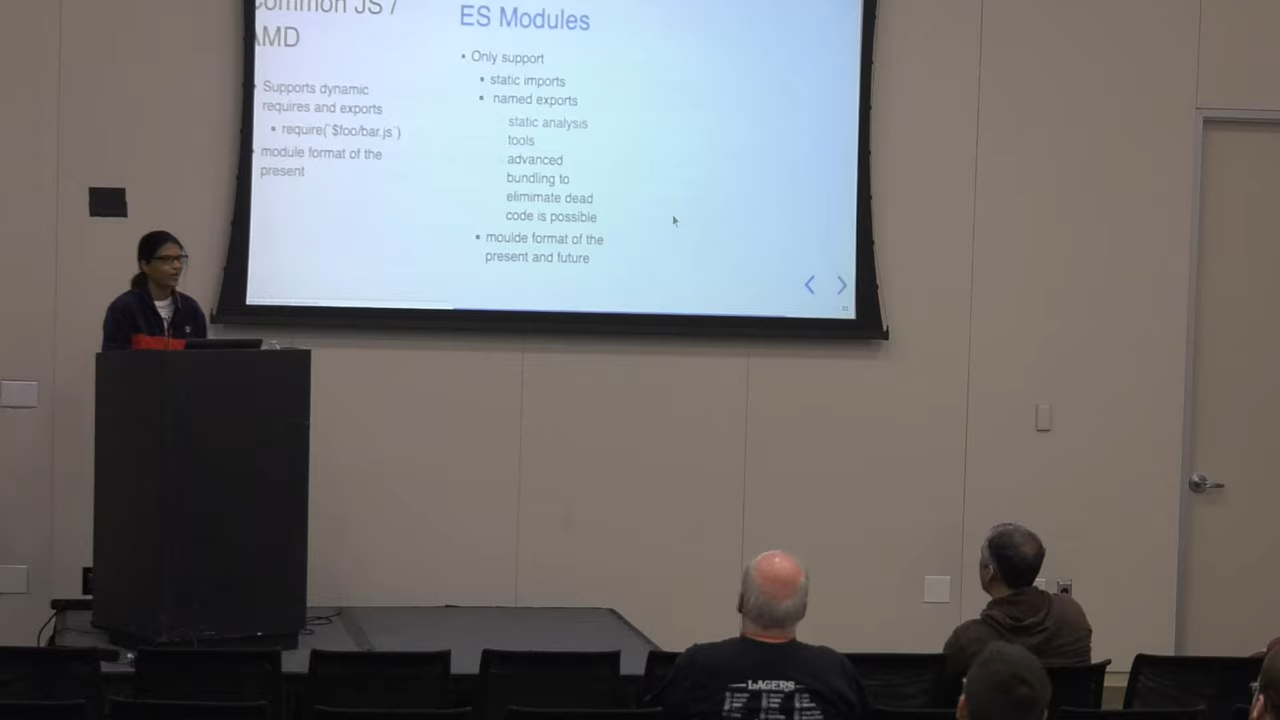 Common JS /
AMD
Supports dynamic
requires and exports
require(`$foo/bar.js`)
module format of the
present
ES Modules
Only support
static imports
named exports
static analysis
tools
advanced
bundling to
elimimate dead
code is possible
moulde format of the
present and future
LAGERS